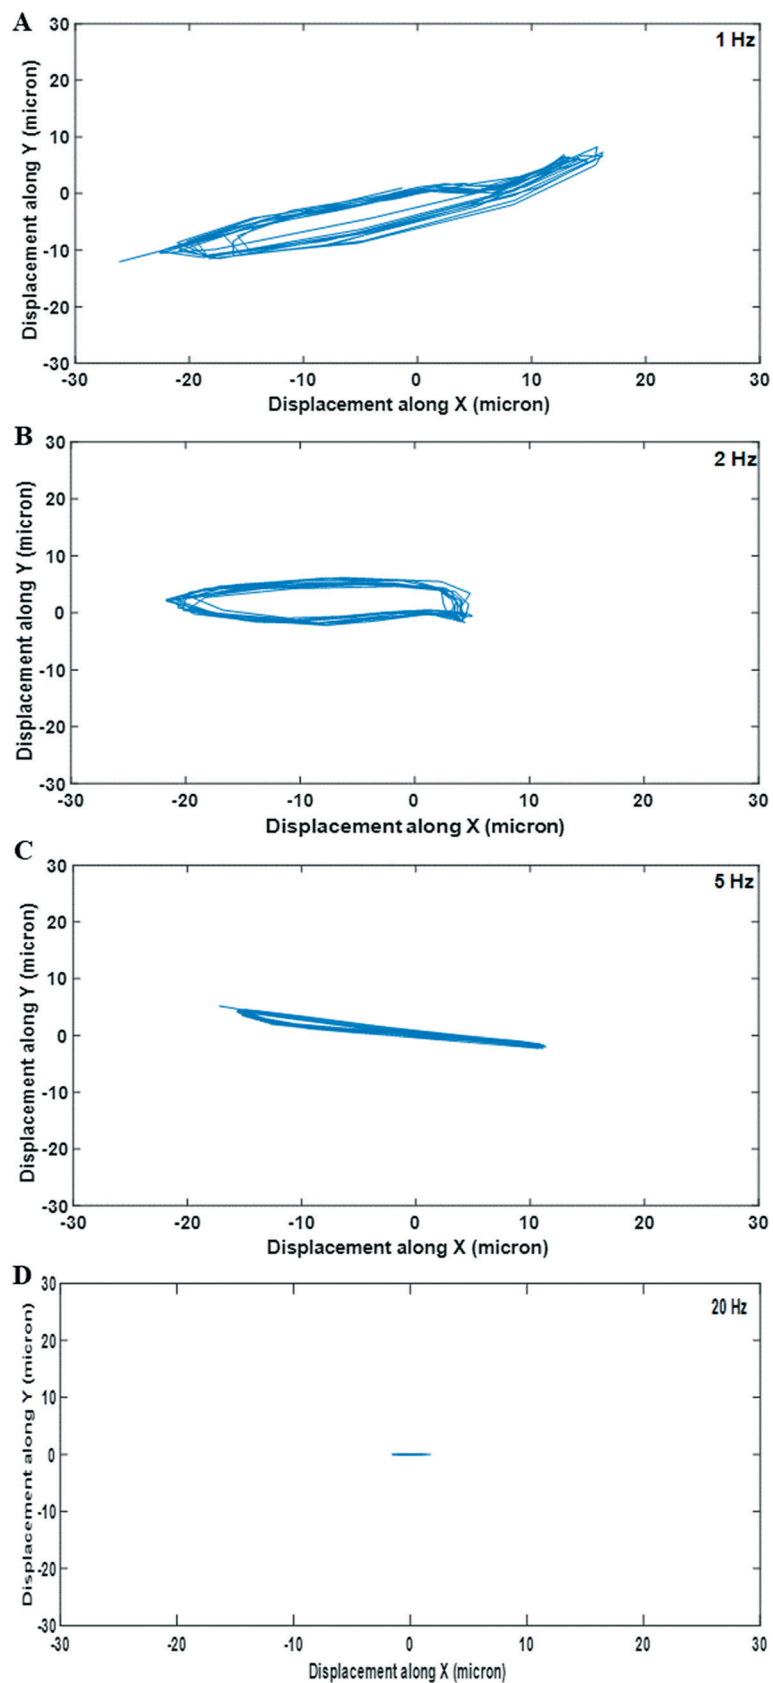 A
1 Hz
30
20
10
0
-10
-20
-30
Displacement along Y (micron)
-30 -20 -10 0 10 20 30
Displacement along X (micron)
B
2 Hz
30
20
10
0
-10
-20
-30
Displacement along Y (micron)
-30 -20 -10 0 10 20 30
Displacement along X (micron)
C
5 Hz
30
20
10
0
-10
-20
-30
Displacement along Y (micron)
-30 -20 -10 0 10 20 30
Displacement along X (micron)
D
20 Hz
30
20
10
0
-10
-20
-30
Displacement along Y (micron)
-30 -20 -10 0 10 20 30
Displacement along X (micron)